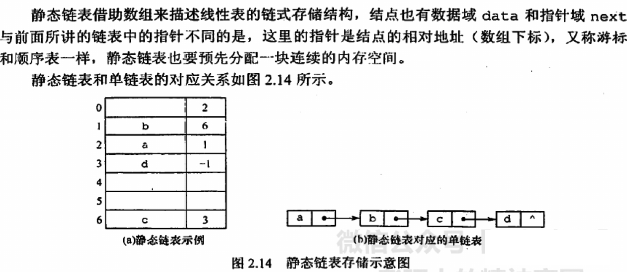 静态链表借助数组来描述线性表的链式存储结构，结点也有数据域 data 和指针域 next
与前面所讲的链表中的指针不同的是，这里的指针是结点的相对地址（数组下标），又称游标
和顺序表一样，静态链表也要预先分配一块连续的内存空间。
静态链表和单链表的对应关系如图 2.14 所示。
0 2
1 b 6
2 a 1
3 d -1
4
5
6 c 3
a b c d ^
(a)静态链表示例
(b)静态链表对应的单链表
微信公众号
图 2.14 静态链表存储示意图